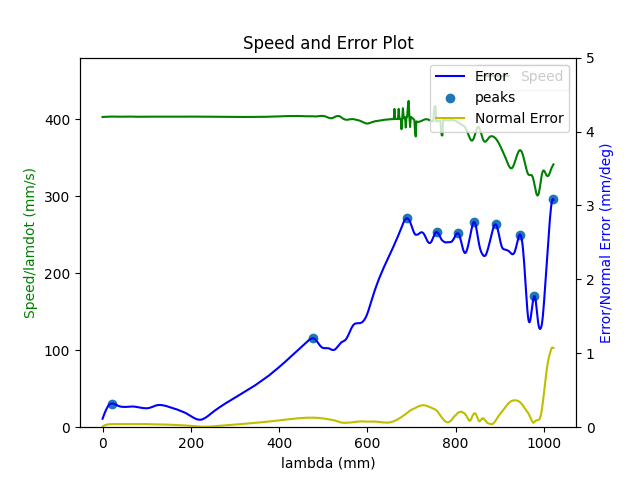 Speed and Error Plot
Speed/lamdot (mm/s)
400
300
200
100
0
5
4
3
2
1
0
Error/Normal Error (mm/deg)
Error
peaks
Normal Error
Speed
0 200 400 600 800 1000
lambda (mm)